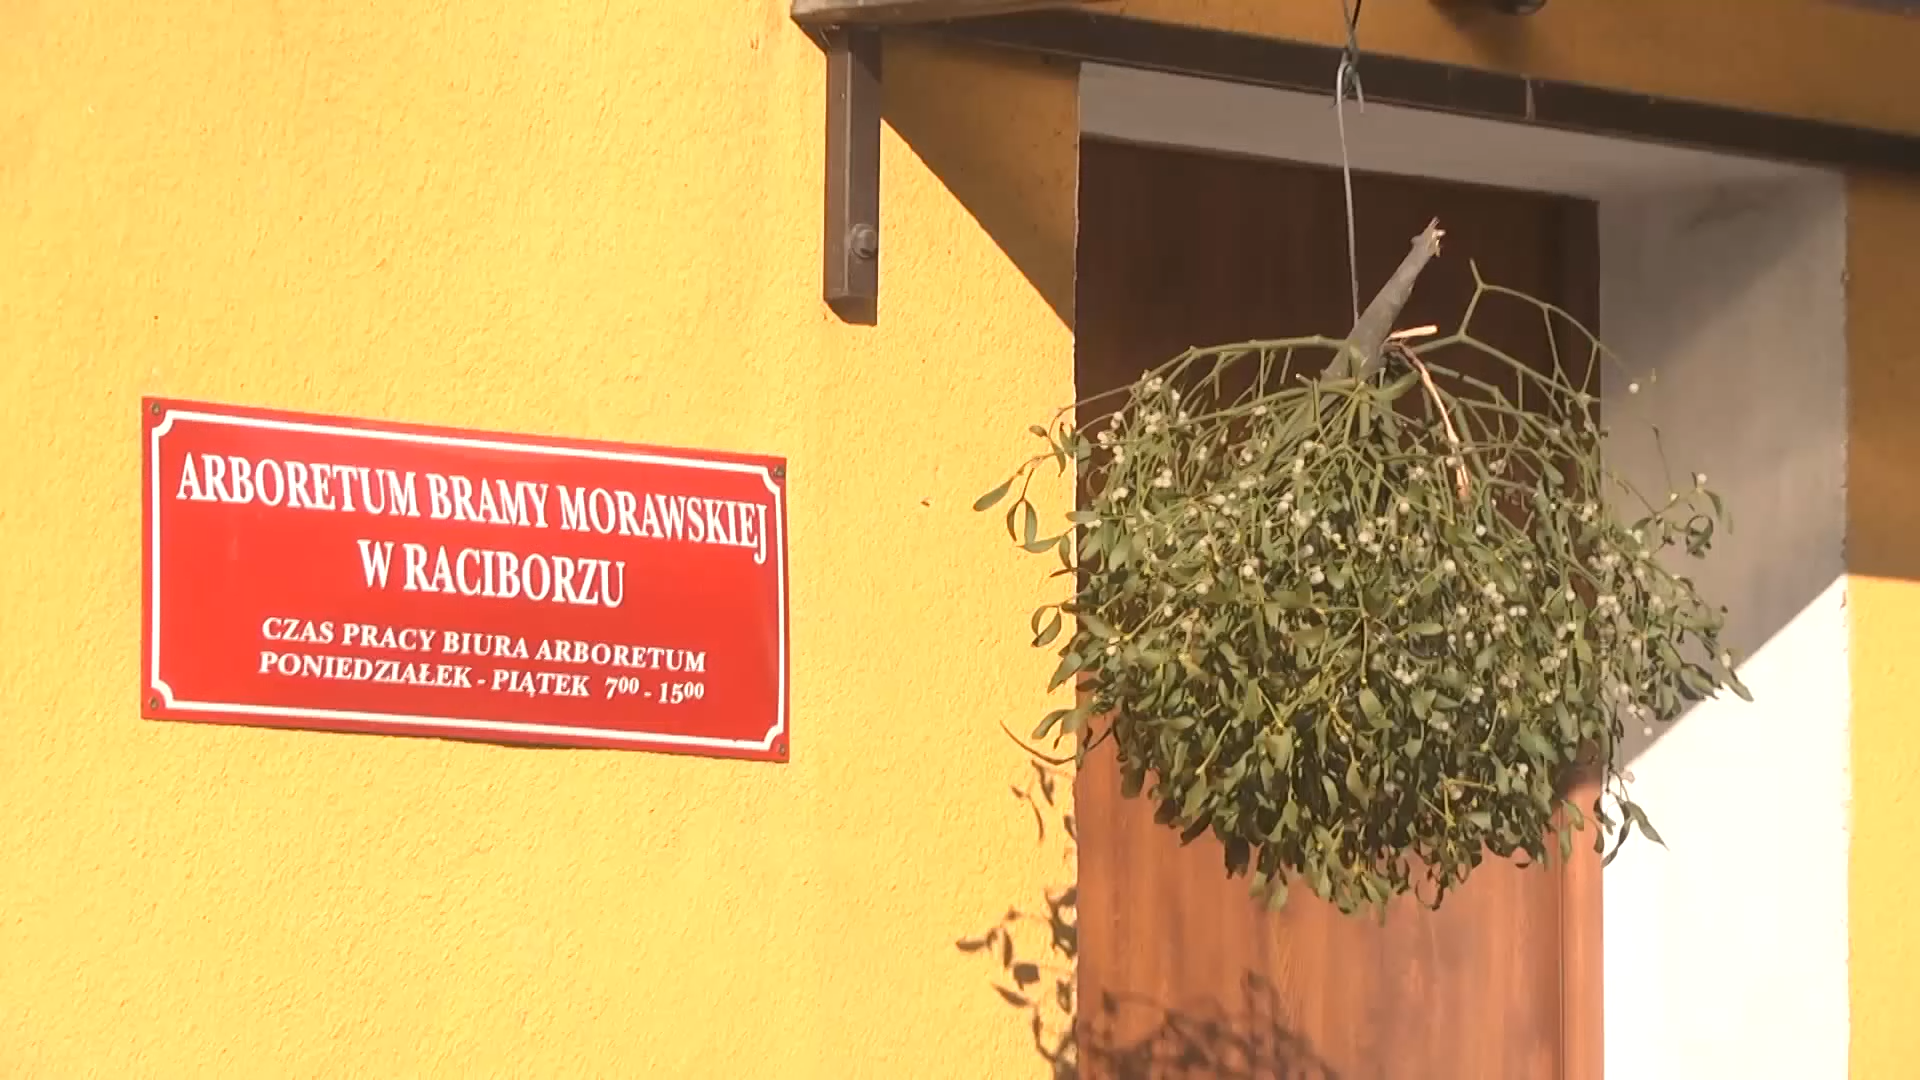 ARBORETUM BRAMY MORAWSKIEJ
W RACIBORZU
CZAS PRACY BIURA ARBORETUM
PONIEDZIAŁEK - PIĄTEK 7⁰⁰ - 15⁰⁰